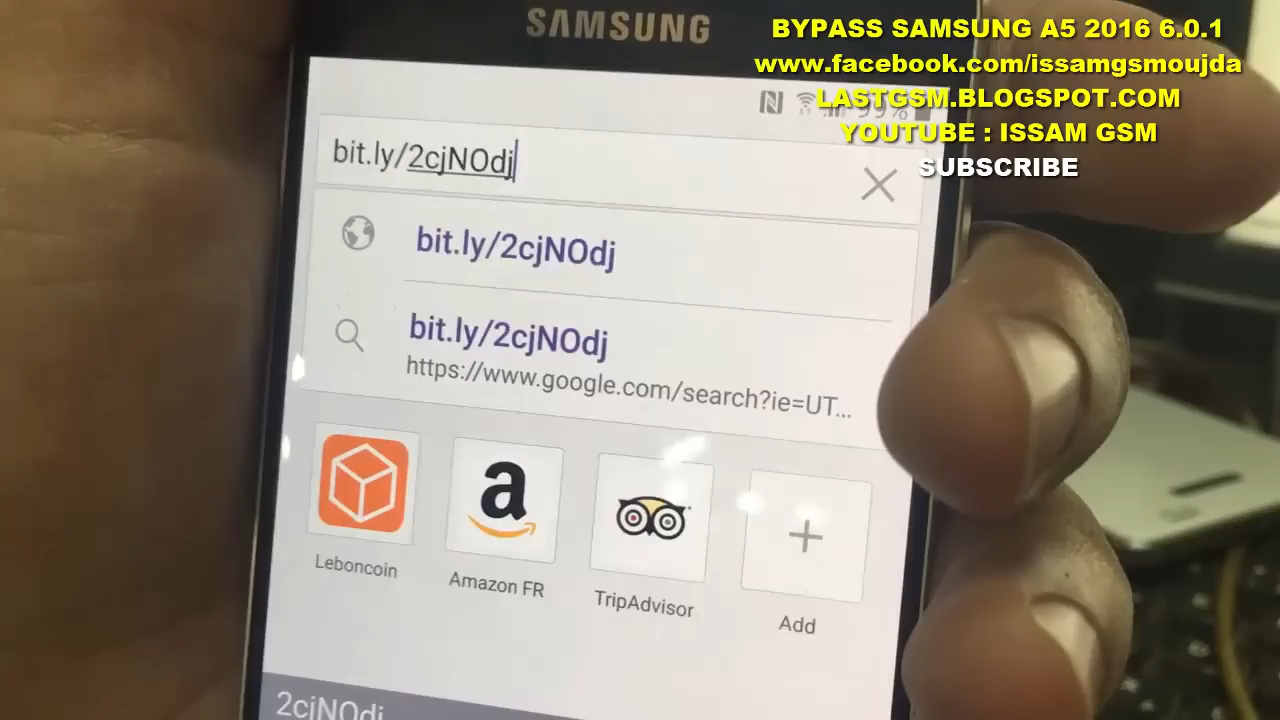 SAMSUNG
BYPASS SAMSUNG A5 2016 6.0.1
www.facebook.com/issamgsmoujda
LASTGSM.BLOGSPOT.COM
YOUTUBE : ISSAM GSM
SUBSCRIBE
99%
bit.ly/2cjNOdj
bit.ly/2cjNOdj
bit.ly/2cjNOdj
https://www.google.com/search?ie=UT...
a
Leboncoin
Amazon FR
TripAdvisor
Add
2cjNOdj